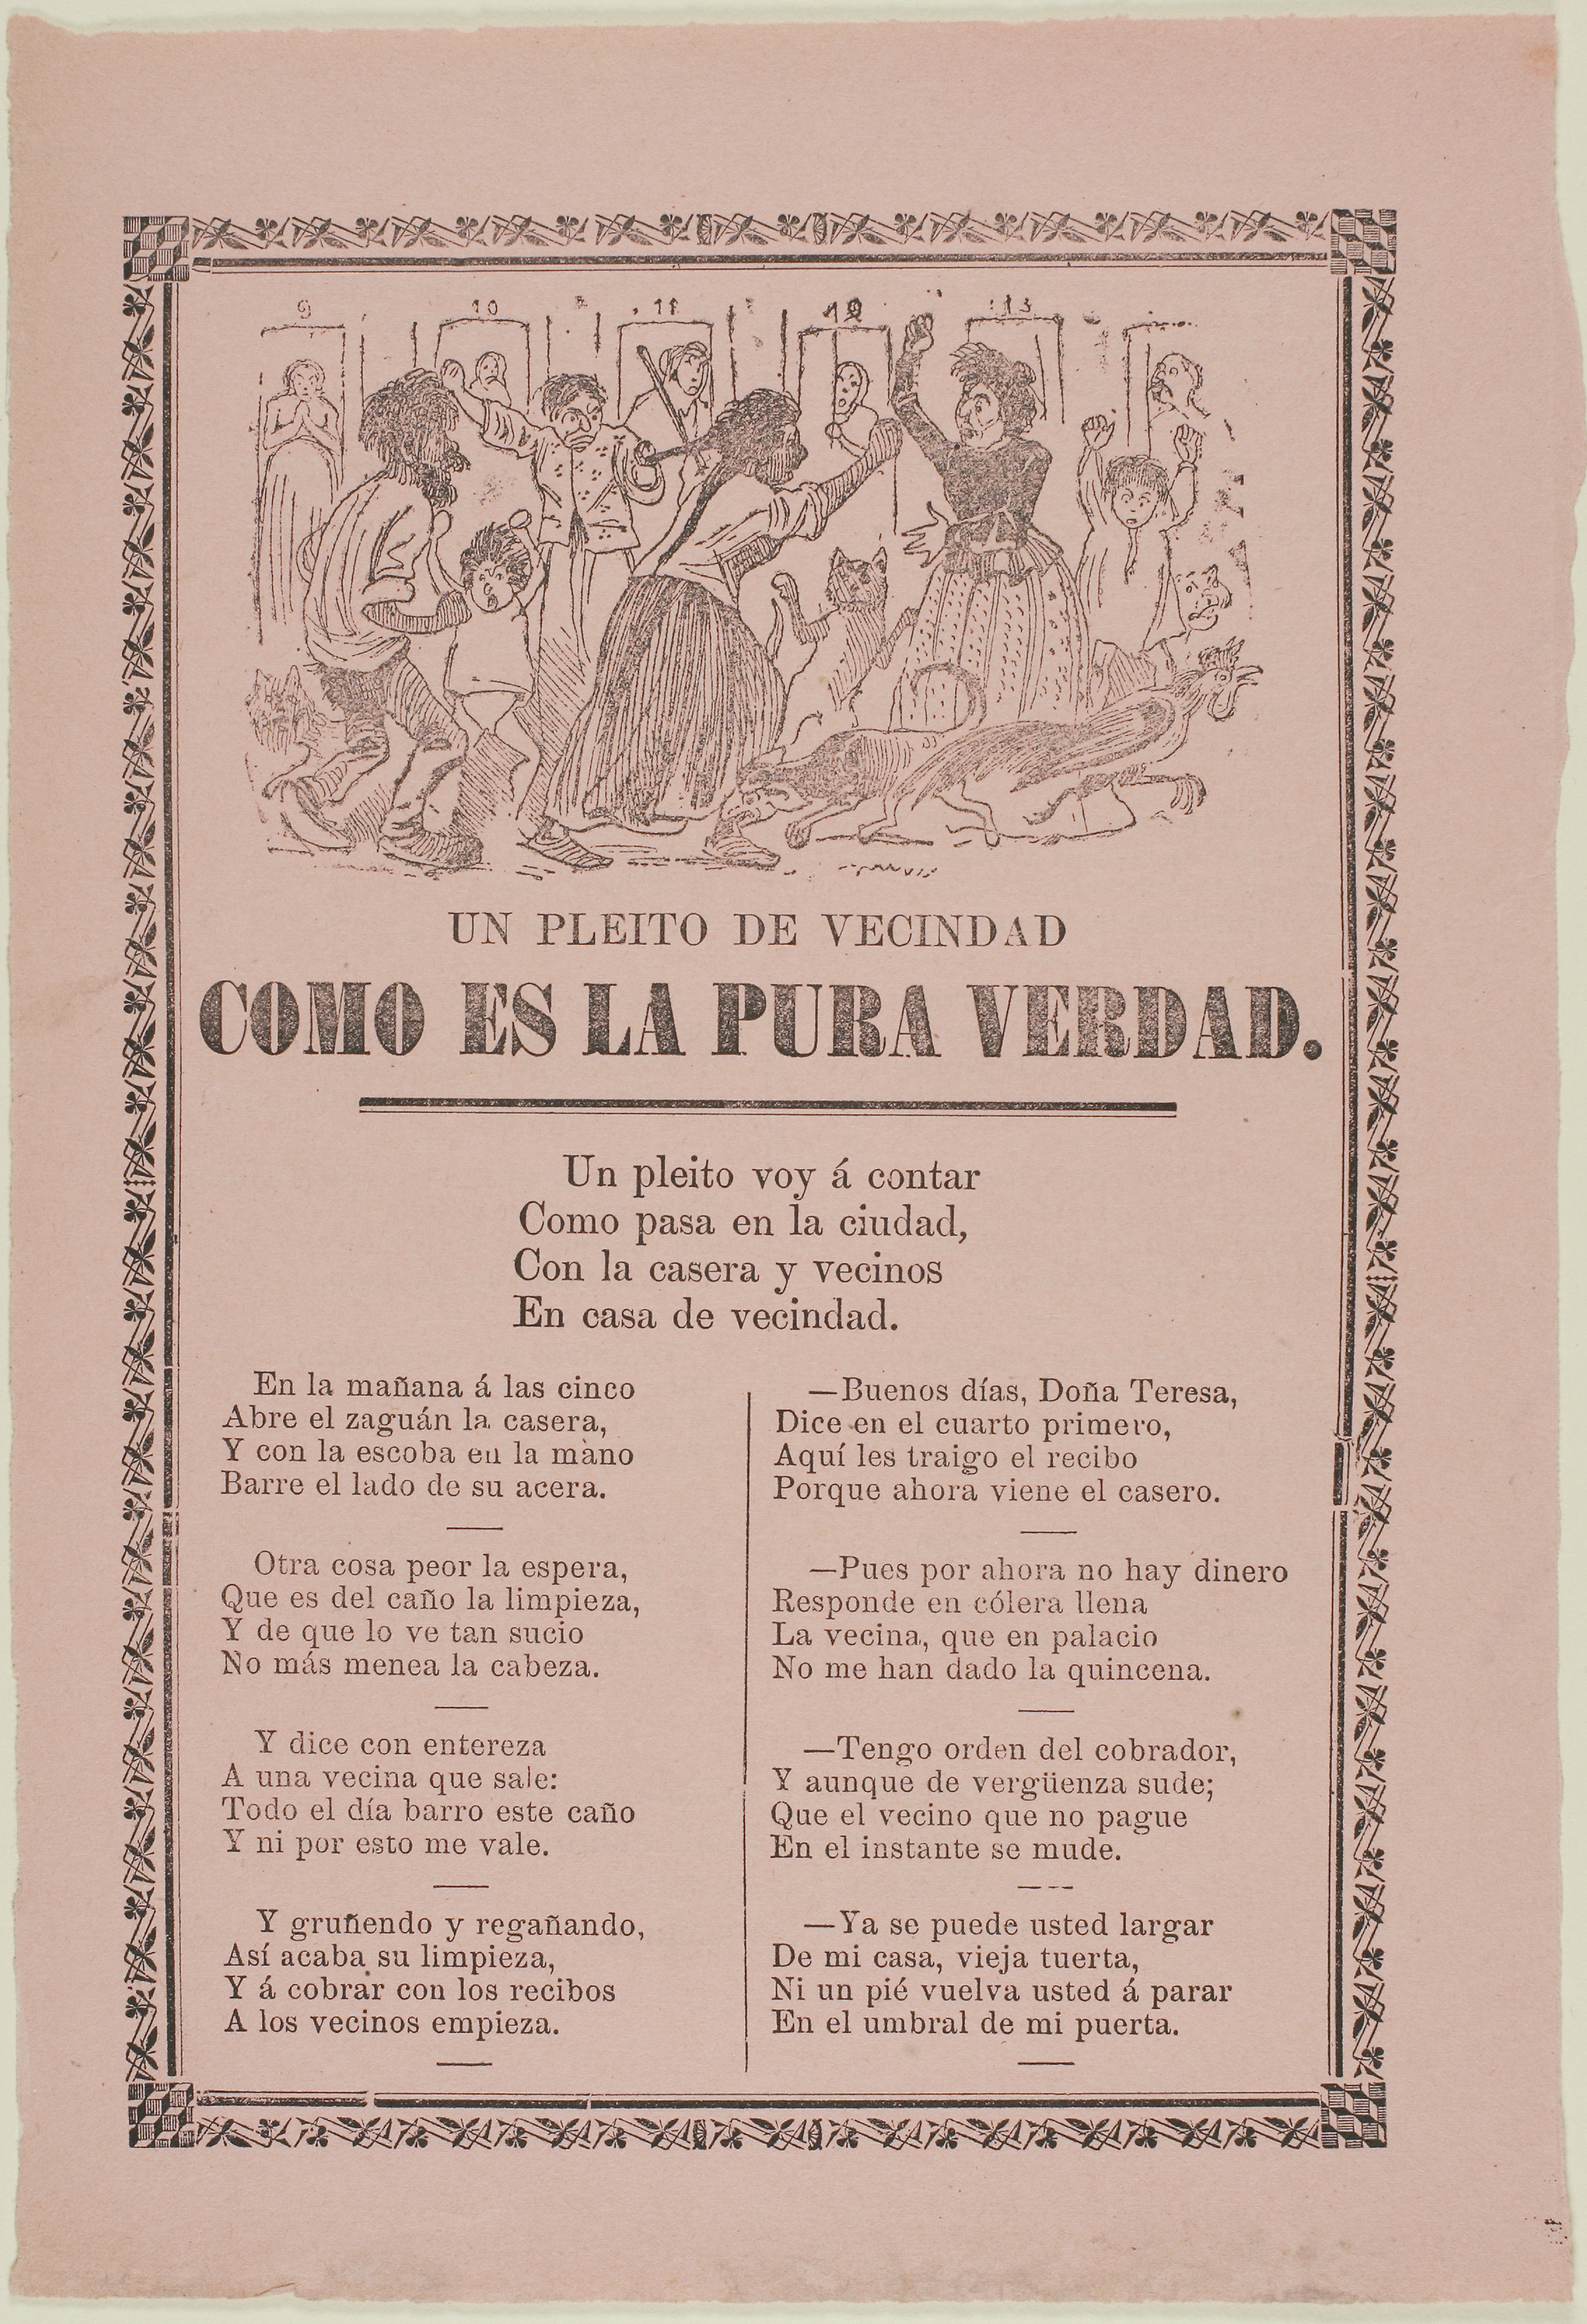 9
10
11
12
13
UN PLEITO DE VECINDAD
COMO ES LA PURA VERDAD.
Un pleito voy á contar
Como pasa en la ciudad,
Con la casera y vecinos
En casa de vecindad.
En la mañana á las cinco
Abre el zaguán la casera,
Y con la escoba en la màno
Barre el lado de su acera.
Otra cosa peor la espera,
Que es del caño la limpieza,
Y de que lo ve tan sucio
No más menea la cabeza.
Y dice con entereza
A una vecina que sale:
Todo el día barro este caño
Y ni por esto me vale.
Y gruñendo y regañando,
Así acaba su limpieza,
Y á cobrar con los recibos
A los vecinos empieza.
—Buenos días, Doña Teresa,
Dice en el cuarto primero,
Aquí les traigo el recibo
Porque ahora viene el casero.
—Pues por ahora no hay dinero
Responde en cólera llena
La vecina, que en palacio
No me han dado la quincena.
—Tengo orden del cobrador,
Y aunque de vergüenza sude;
Que el vecino que no pague
En el instante se mude.
—Ya se puede usted largar
De mi casa, vieja tuerta,
Ni un pié vuelva usted á parar
En el umbral de mi puerta.